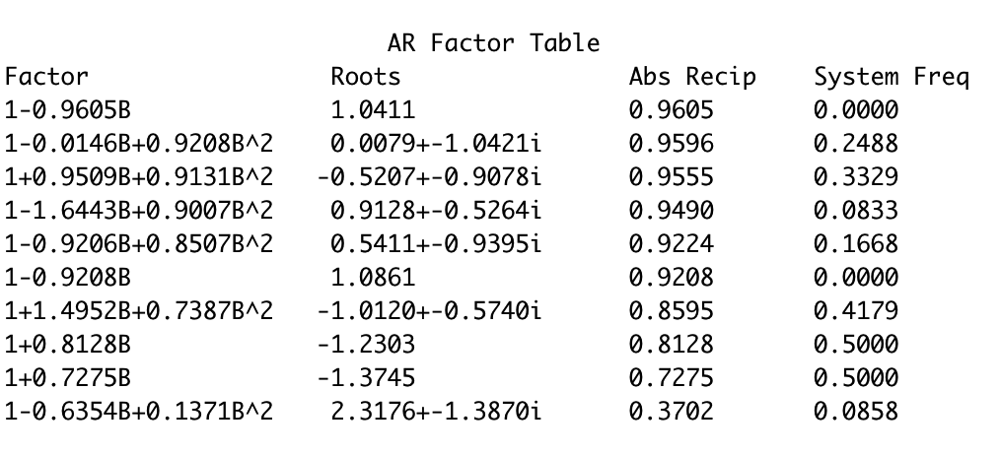 AR Factor Table
Factor Roots Abs Recip System Freq
1-0.9605B 1.0411 0.9605 0.0000
1-0.0146B+0.9208B^2 0.0079+-1.0421i 0.9596 0.2488
1+0.9509B+0.9131B^2 -0.5207+-0.9078i 0.9555 0.3329
1-1.6443B+0.9007B^2 0.9128+-0.5264i 0.9490 0.0833
1-0.9206B+0.8507B^2 0.5411+-0.9395i 0.9224 0.1668
1-0.9208B 1.0861 0.9208 0.0000
1+1.4952B+0.7387B^2 -1.0120+-0.5740i 0.8595 0.4179
1+0.8128B -1.2303 0.8128 0.5000
1+0.7275B -1.3745 0.7275 0.5000
1-0.6354B+0.1371B^2 2.3176+-1.3870i 0.3702 0.0858